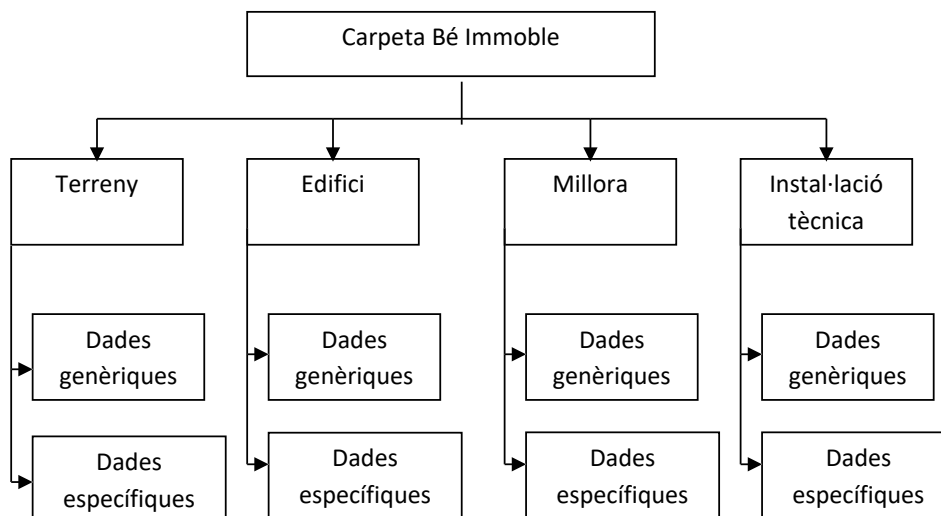 Carpeta Bé Immoble
Terreny
Edifici
Millora
Instal·lació
tècnica
Dades
genèriques
Dades
genèriques
Dades
genèriques
Dades
genèriques
Dades
específiques
Dades
específiques
Dades
específiques
Dades
específiques